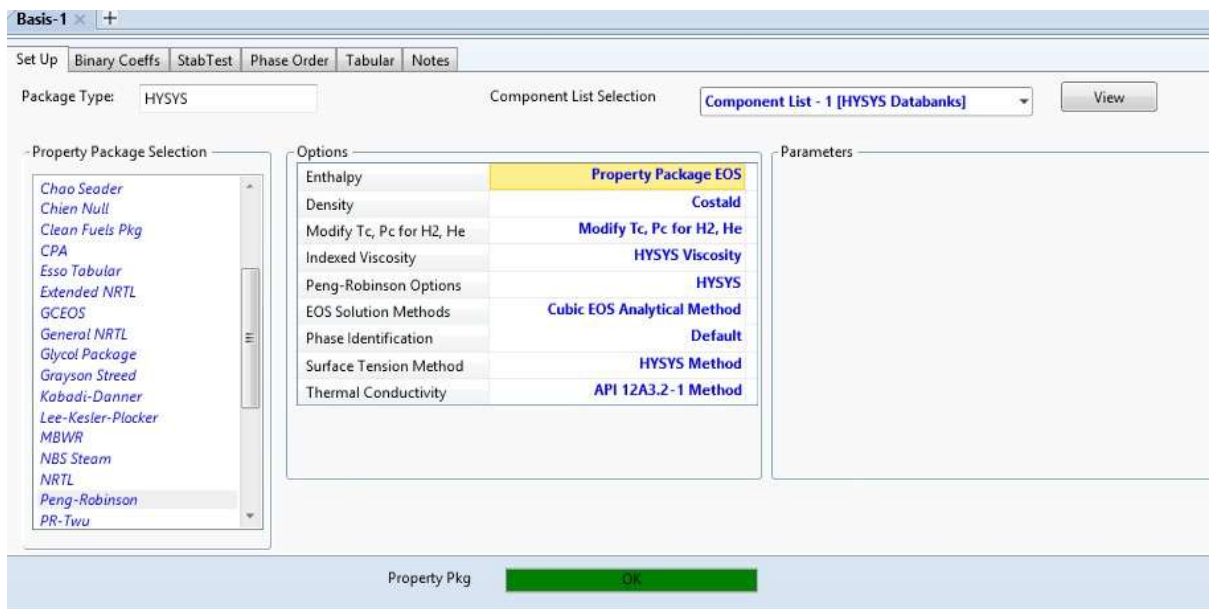 Basis-1 × +
Set Up Binary Coeffs StabTest Phase Order Tabular Notes
Package Type: HYSYS Component List Selection Component List - 1 [HYSYS Databanks] View
Property Package Selection
Chao Seader
Chien Null
Clean Fuels Pkg
CPA
Esso Tabular
Extended NRTL
GCEOS
General NRTL
Glycol Package
Grayson Streed
Kabadi-Danner
Lee-Kesler-Plocker
MBWR
NBS Steam
NRTL
Peng-Robinson
PR-Twu
Options
Enthalpy Property Package EOS
Density Costald
Modify Tc, Pc for H2, He Modify Tc, Pc for H2, He
Indexed Viscosity HYSYS Viscosity
Peng-Robinson Options HYSYS
EOS Solution Methods Cubic EOS Analytical Method
Phase Identification Default
Surface Tension Method HYSYS Method
Thermal Conductivity API 12A3.2-1 Method
Parameters
Property Pkg OK